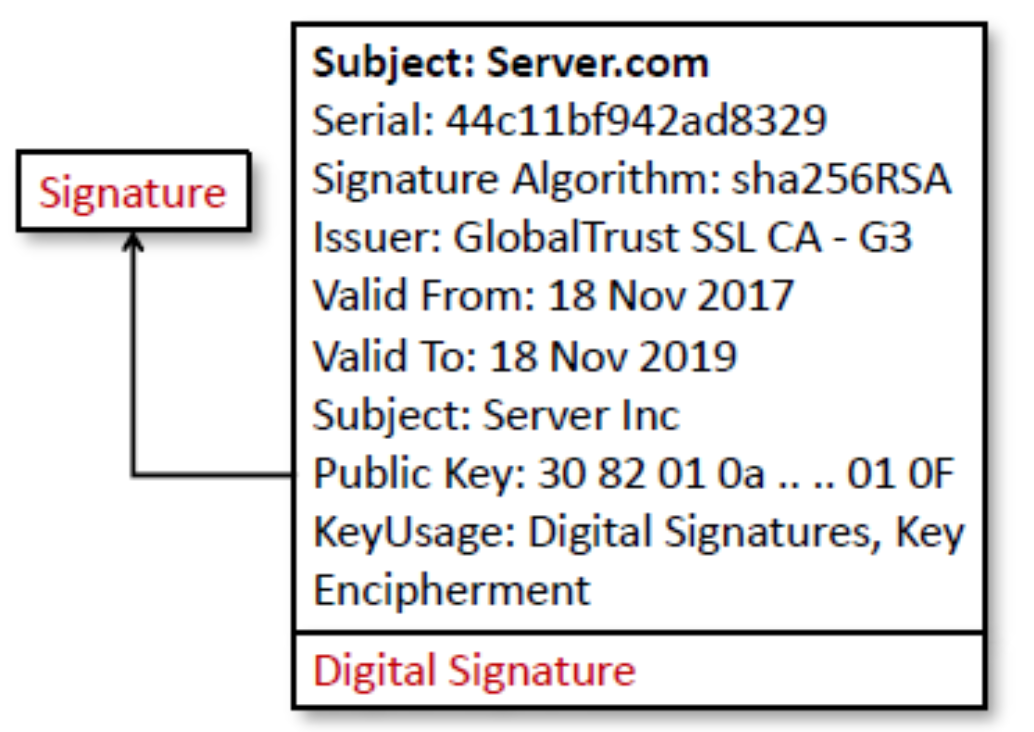 Subject: Server.com
Serial: 44c11bf942ad8329
Signature Algorithm: sha256RSA
Issuer: GlobalTrust SSL CA - G3
Valid From: 18 Nov 2017
Valid To: 18 Nov 2019
Subject: Server Inc
Public Key: 30 82 01 0a .. .. 01 0F
KeyUsage: Digital Signatures, Key
Encipherment
Digital Signature
Signature